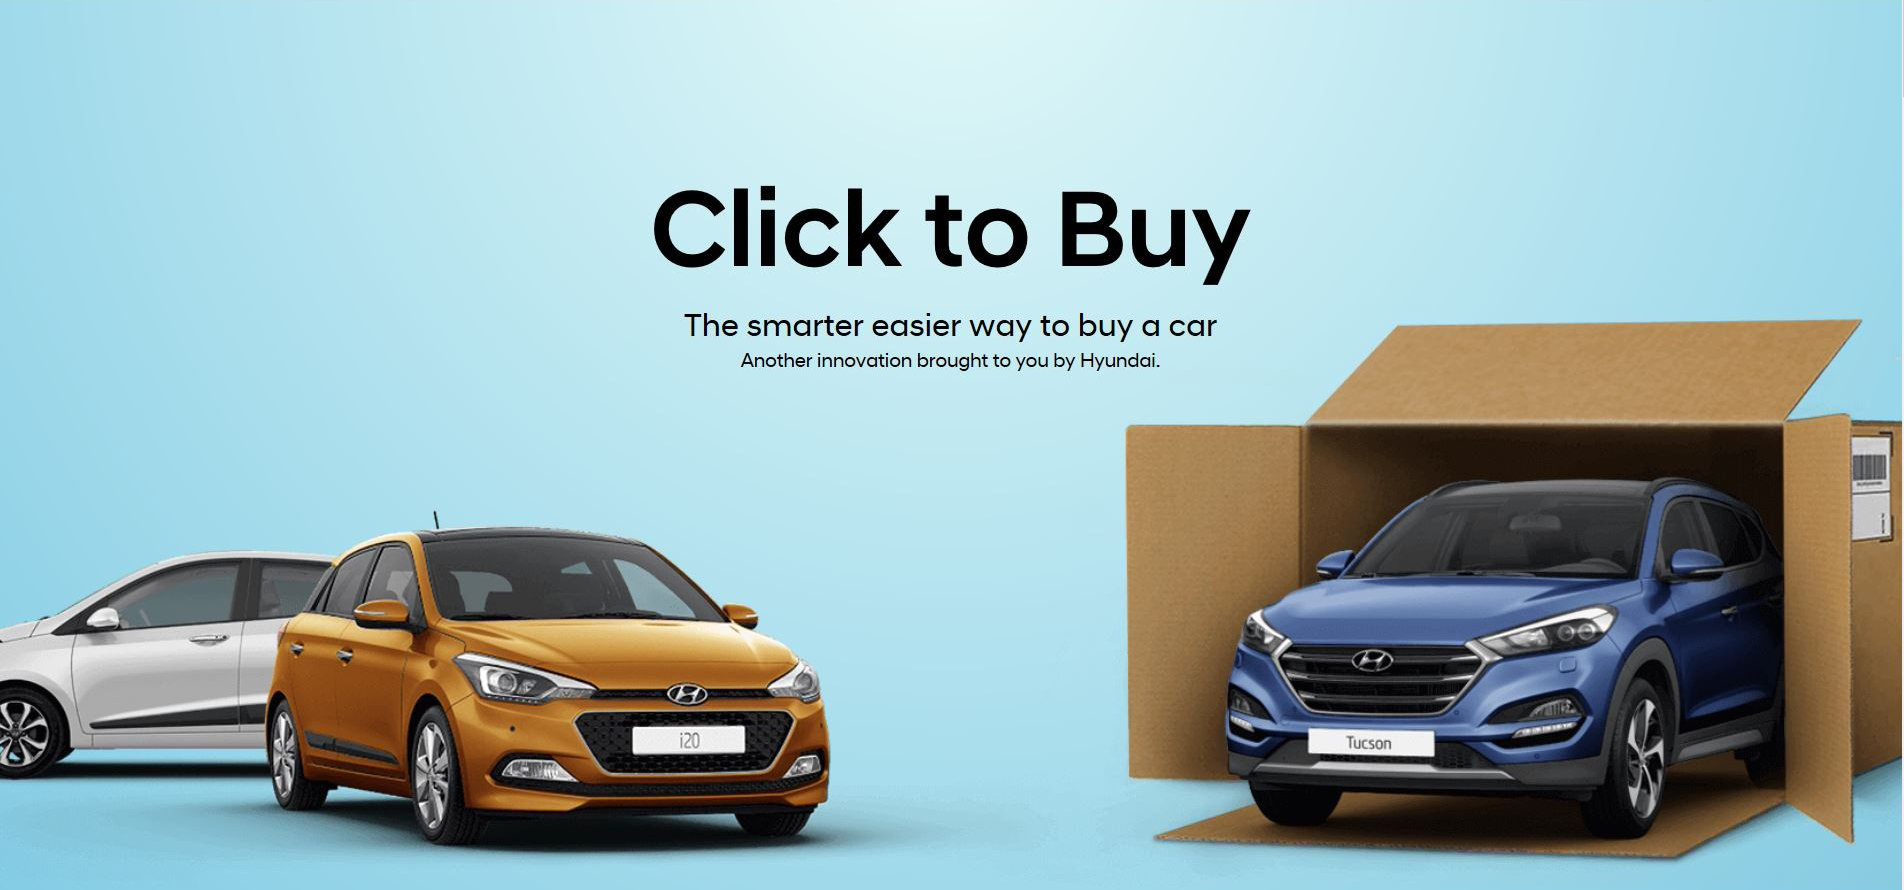 Click to Buy
The smarter easier way to buy a car
Another innovation brought to you by Hyundai.
i20
Tucson